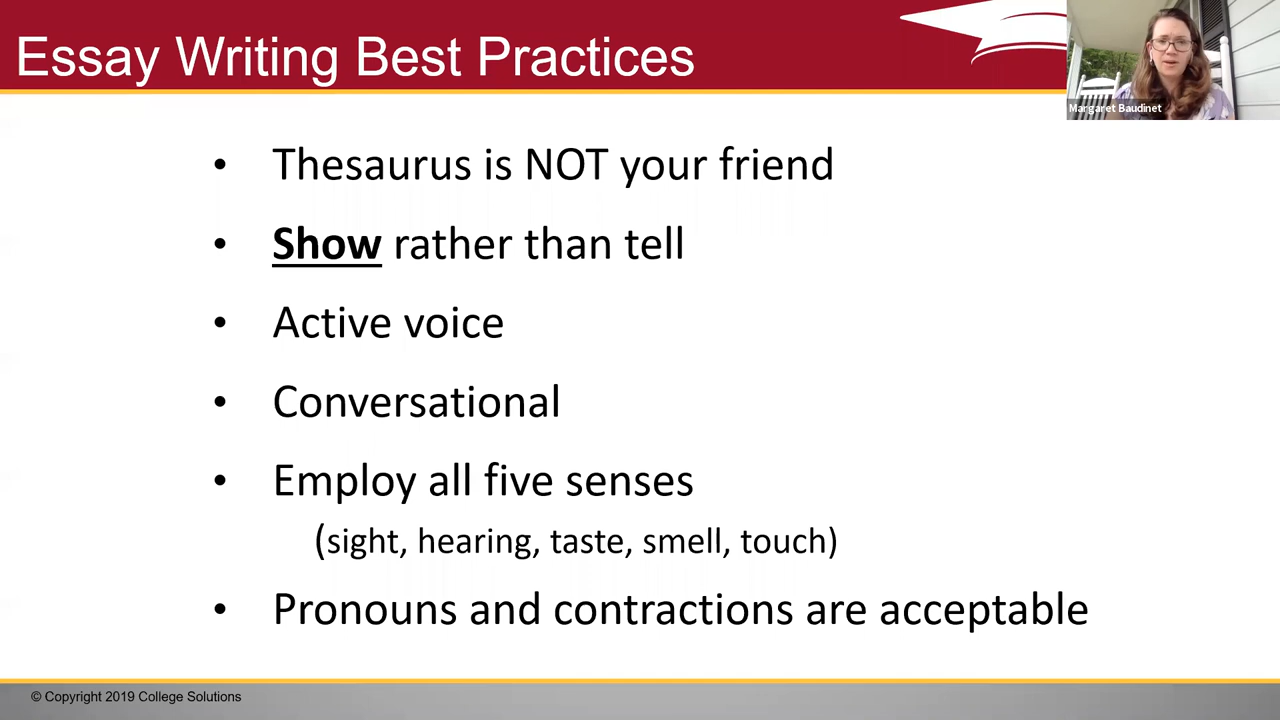 Essay Writing Best Practices
Margaret Baudinet
• Thesaurus is NOT your friend
• Show rather than tell
• Active voice
• Conversational
• Employ all five senses
(sight, hearing, taste, smell, touch)
• Pronouns and contractions are acceptable
© Copyright 2019 College Solutions